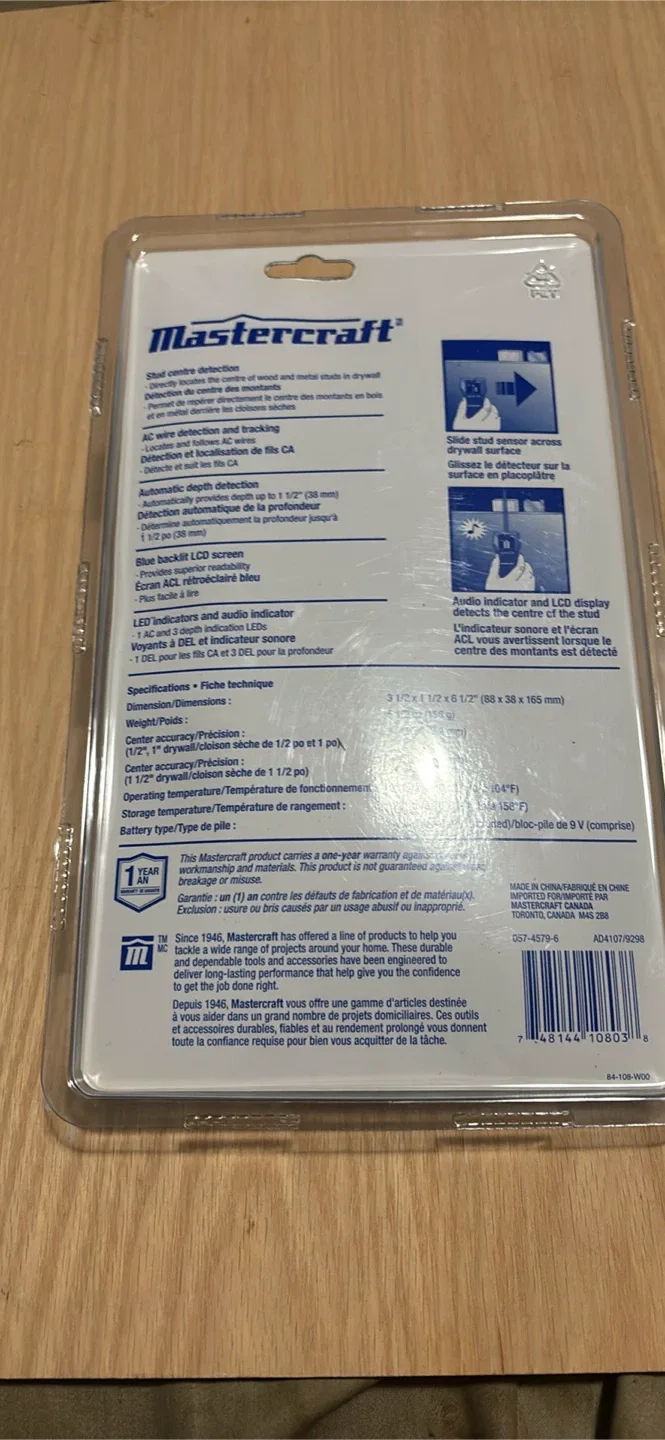 Mastercraft®
Stud centre detection
- Directly locates the centre of wood and metal studs in drywall
Détection du centre des montants
- Permet de repérer directement le centre des montants en bois
et en métal derrière les cloisons sèches
AC wire detection and tracking
- Locates and follows AC wires
Détection et localisation de fils CA
- Détecte et suit les fils CA
Automatic depth detection
- Automatically provides depth up to 1 1/2" (38 mm)
Détection automatique de la profondeur
- Détermine automatiquement la profondeur jusqu'à
1 1/2 po (38 mm)
Blue backlit LCD screen
- Provides superior readability
Écran ACL rétroéclairé bleu
- Plus facile à lire
LED indicators and audio indicator
- 1 AC and 3 depth indication LEDs
Voyants à DEL et indicateur sonore
- 1 DEL pour les fils CA et 3 DEL pour la profondeur
Slide stud sensor across
drywall surface
Glissez le détecteur sur la
surface en placoplâtre
Audio indicator and LCD display
detects the centre of the stud
L'indicateur sonore et l'écran
ACL vous avertissent lorsque le
centre des montants est détecté
Specifications • Fiche technique
Dimension/Dimensions : 3 1/2 x 1 1/2 x 6 1/2" (88 x 38 x 165 mm)
Weight/Poids :
Center accuracy/Précision :
(1/2", 1" drywall/cloison sèche de 1/2 po et 1 po)
Center accuracy/Précision :
(1 1/2" drywall/cloison sèche de 1 1/2 po)
Operating temperature/Température de fonctionnement 104°F)
Storage temperature/Température de rangement : 158°F)
Battery type/Type de pile : /bloc-pile de 9 V (comprise)
1 YEAR
AN
This Mastercraft product carries a one-year warranty against
workmanship and materials. This product is not guaranteed against
breakage or misuse.
Garantie : un (1) an contre les défauts de fabrication et de matériau(x).
Exclusion : usure ou bris causés par un usage abusif ou inapproprié.
MADE IN CHINA/FABRIQUÉ EN CHINE
IMPORTED FOR/IMPORTÉ PAR
MASTERCRAFT CANADA
TORONTO, CANADA M4S 2B8
m TM
MC
Since 1946, Mastercraft has offered a line of products to help you
tackle a wide range of projects around your home. These durable
and dependable tools and accessories have been engineered to
deliver long-lasting performance that help give you the confidence
to get the job done right.
Depuis 1946, Mastercraft vous offre une gamme d'articles destinée
à vous aider dans un grand nombre de projets domiciliaires. Ces outils
et accessoires durables, fiables et au rendement prolongé vous donnent
toute la confiance requise pour bien vous acquitter de la tâche.
057-4579-6 AD4107/9298
7 48144 10803 8
84-108-W00